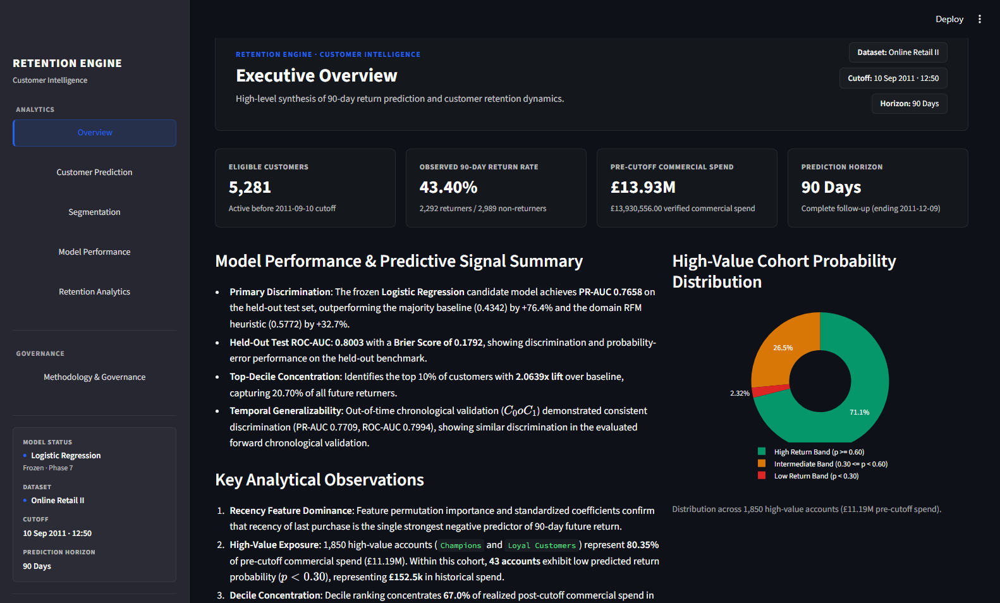 Deploy
RETENTION ENGINE
Customer Intelligence
ANALYTICS
Overview
Customer Prediction
Segmentation
Model Performance
Retention Analytics
GOVERNANCE
Methodology & Governance
MODEL STATUS
Logistic Regression
Frozen · Phase 7
DATASET
Online Retail II
CUTOFF
10 Sep 2011 · 12:50
PREDICTION HORIZON
90 Days
RETENTION ENGINE · CUSTOMER INTELLIGENCE
Executive Overview
High-level synthesis of 90-day return prediction and customer retention dynamics.
Dataset: Online Retail II
Cutoff: 10 Sep 2011 · 12:50
Horizon: 90 Days
ELIGIBLE CUSTOMERS
5,281
Active before 2011-09-10 cutoff
OBSERVED 90-DAY RETURN RATE
43.40%
2,292 returners / 2,989 non-returners
PRE-CUTOFF COMMERCIAL SPEND
£13.93M
£13,930,556.00 verified commercial spend
PREDICTION HORIZON
90 Days
Complete follow-up (ending 2011-12-09)
Model Performance & Predictive Signal Summary
• Primary Discrimination: The frozen Logistic Regression candidate model achieves PR-AUC 0.7658 on
the held-out test set, outperforming the majority baseline (0.4342) by +76.4% and the domain RFM
heuristic (0.5772) by +32.7%.
• Held-Out Test ROC-AUC: 0.8003 with a Brier Score of 0.1792, showing discrimination and probability-
error performance on the held-out benchmark.
• Top-Decile Concentration: Identifies the top 10% of customers with 2.0639x lift over baseline,
capturing 20.70% of all future returners.
• Temporal Generalizability: Out-of-time chronological validation (C₀oC₁) demonstrated consistent
discrimination (PR-AUC 0.7709, ROC-AUC 0.7994), showing similar discrimination in the evaluated
forward chronological validation.
Key Analytical Observations
1. Recency Feature Dominance: Feature permutation importance and standardized coefficients confirm
that recency of last purchase is the single strongest negative predictor of 90-day future return.
2. High-Value Exposure: 1,850 high-value accounts ( Champions and Loyal Customers ) represent 80.35%
of pre-cutoff commercial spend (£11.19M). Within this cohort, 43 accounts exhibit low predicted return
probability (p < 0.30), representing £152.5k in historical spend.
3. Decile Concentration: Decile ranking concentrates 67.0% of realized post-cutoff commercial spend in
High-Value Cohort Probability
Distribution
26.5%
2.32%
71.1%
High Return Band (p >= 0.60)
Intermediate Band (0.30 <= p < 0.60)
Low Return Band (p < 0.30)
Distribution across 1,850 high-value accounts (£11.19M pre-cutoff spend).